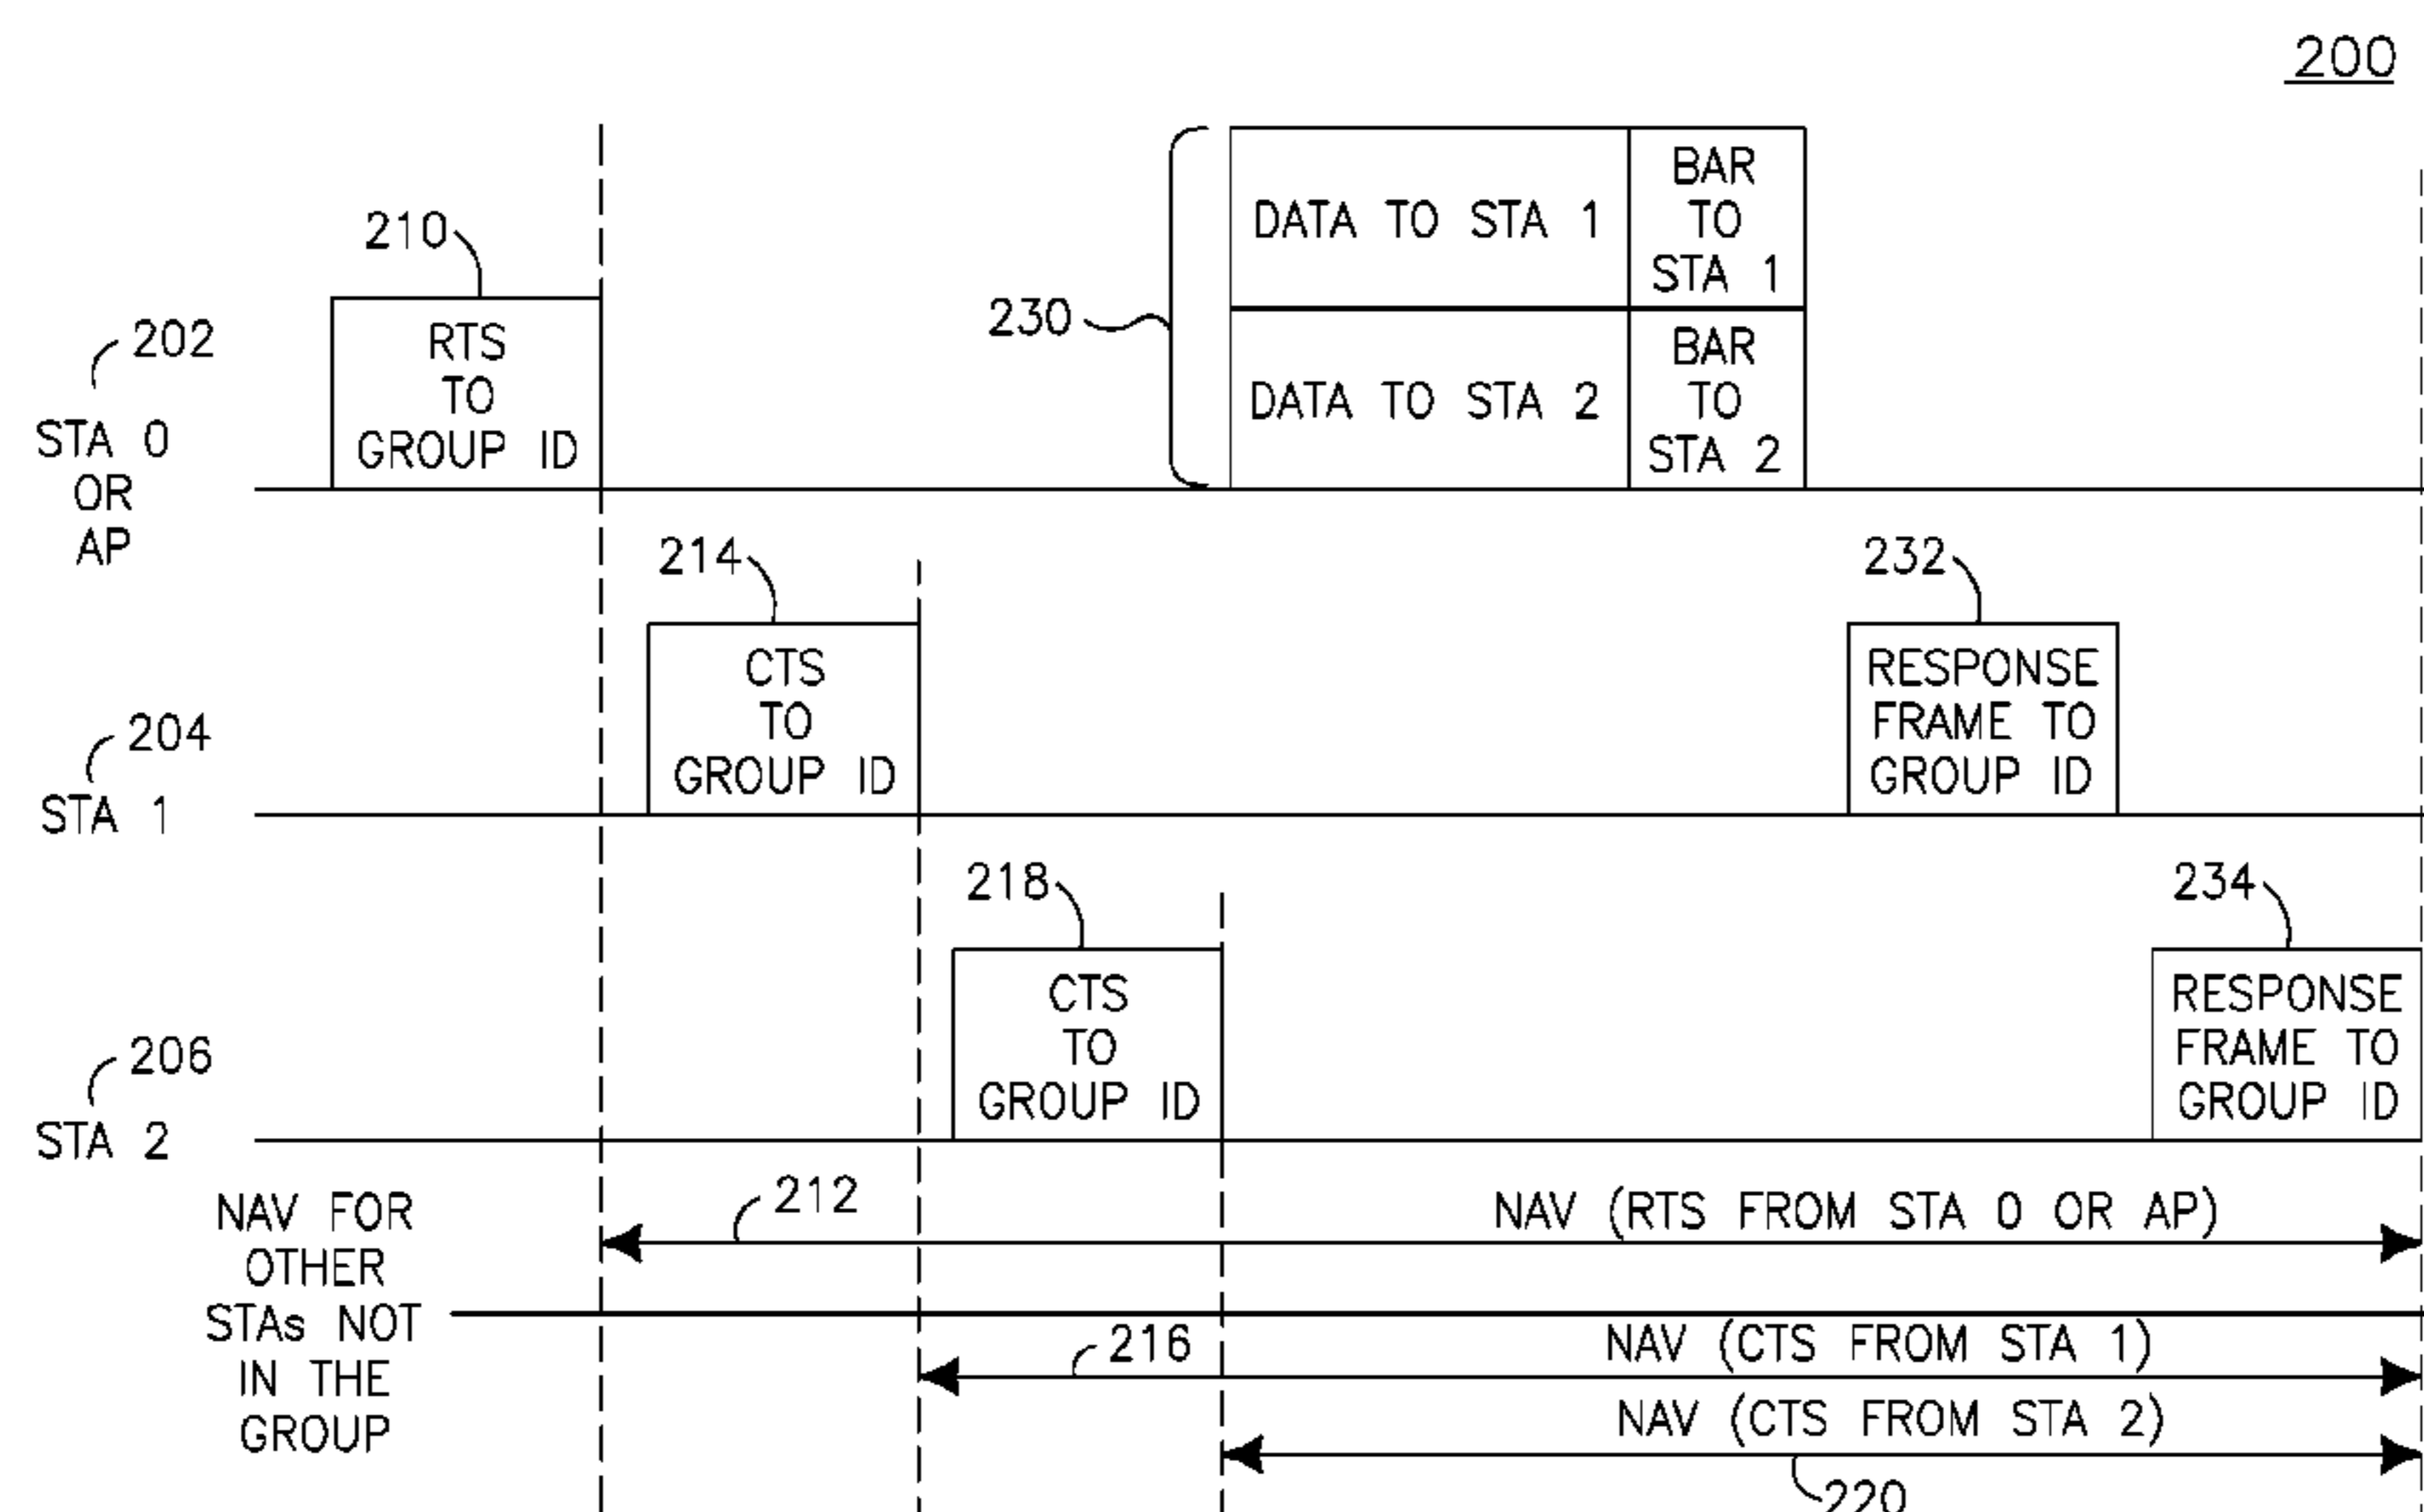 200
210
RTS
TO
GROUP ID
230
DATA TO STA 1
BAR
TO
STA 1
DATA TO STA 2
BAR
TO
STA 2
202
STA 0
OR
AP
214
CTS
TO
GROUP ID
232
RESPONSE
FRAME TO
GROUP ID
204
STA 1
218
CTS
TO
GROUP ID
234
RESPONSE
FRAME TO
GROUP ID
206
STA 2
NAV FOR
OTHER
STAs NOT
IN THE
GROUP
212
NAV (RTS FROM STA 0 OR AP)
216
NAV (CTS FROM STA 1)
NAV (CTS FROM STA 2)
220